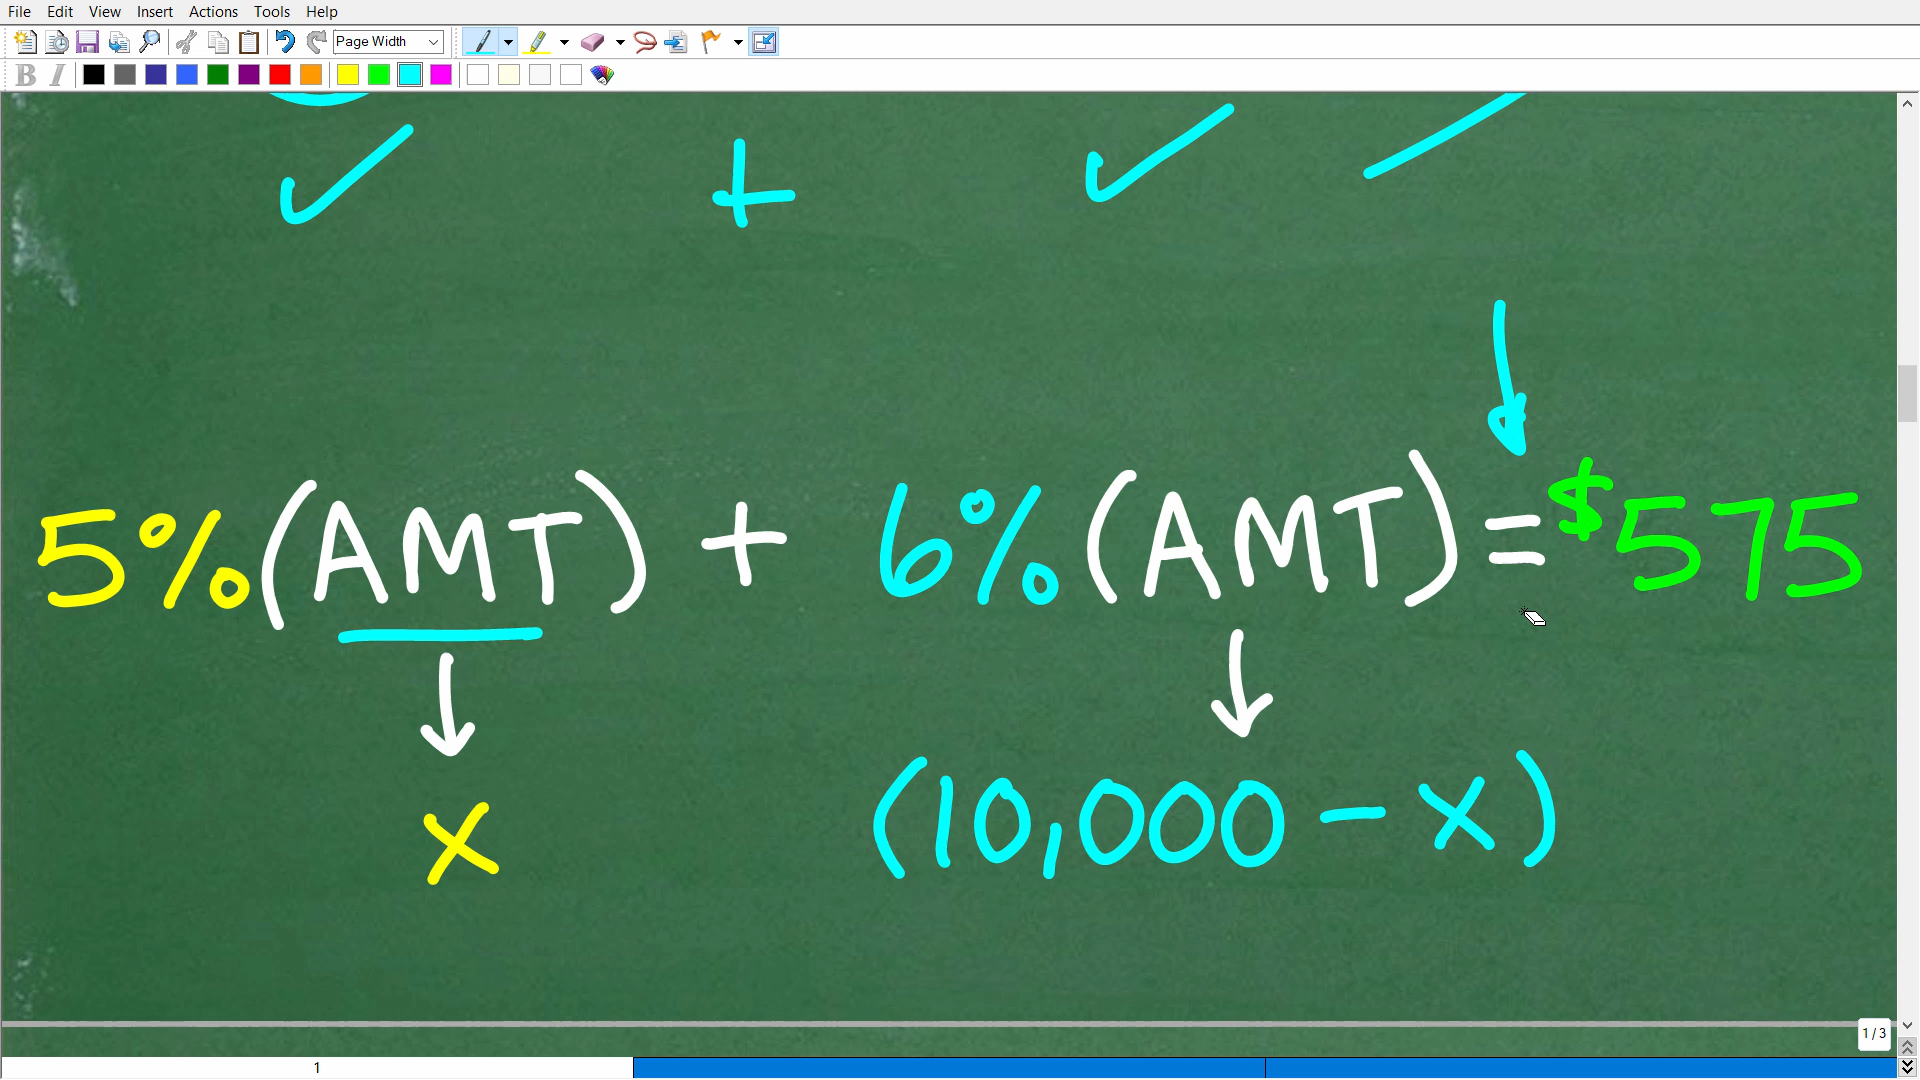 File Edit View Insert Actions Tools Help
Page Width
B I
+
5% (AMT) + 6% (AMT) = $575
x (10,000 - x)
1 / 3
1